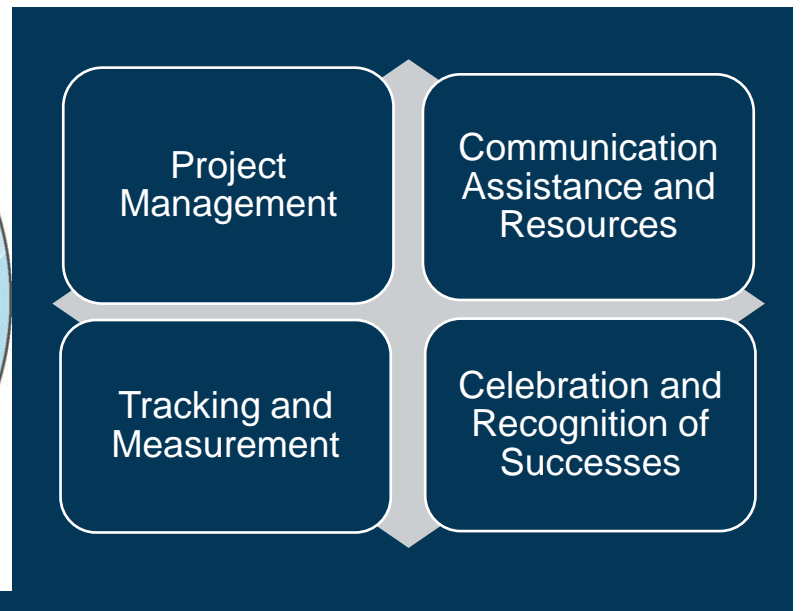 Project
Management
Communication
Assistance and
Resources
Tracking and
Measurement
Celebration and
Recognition of
Successes